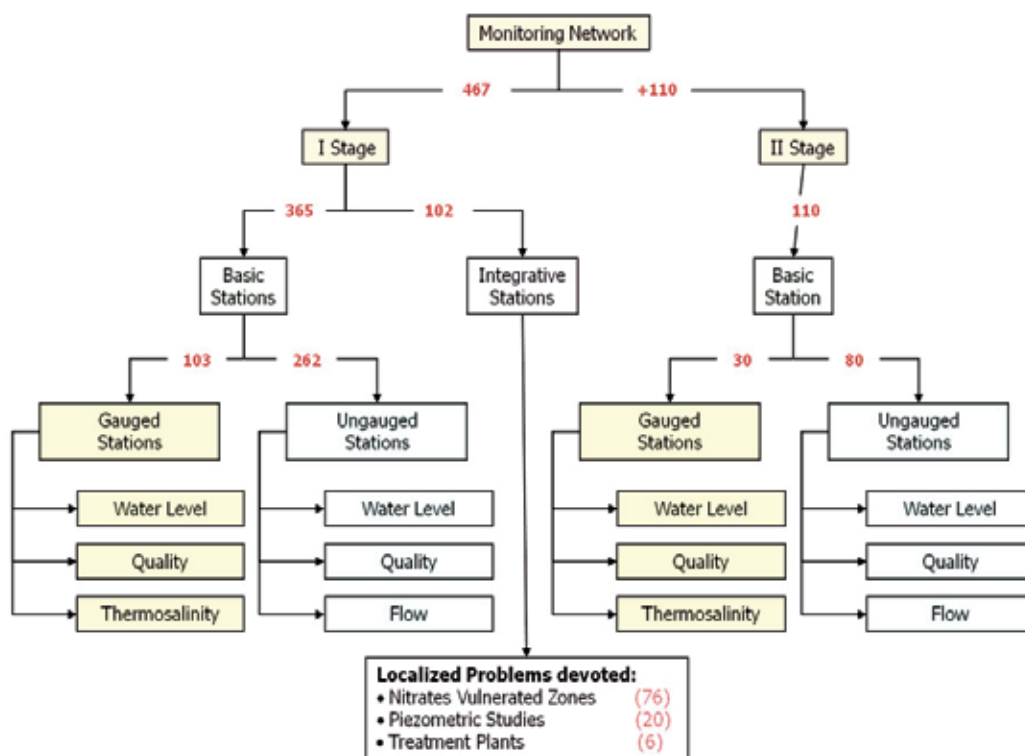 Monitoring Network
467 +110
I Stage II Stage
365 102 110
Basic
Stations
Integrative
Stations
Basic
Station
103 262 30 80
Gauged
Stations
Ungauged
Stations
Gauged
Stations
Ungauged
Stations
Water Level Water Level Water Level Water Level
Quality Quality Quality Quality
Thermosalinity Flow Thermosalinity Flow
Localized Problems devoted:
• Nitrates Vulnerated Zones (76)
• Piezometric Studies (20)
• Treatment Plants (6)